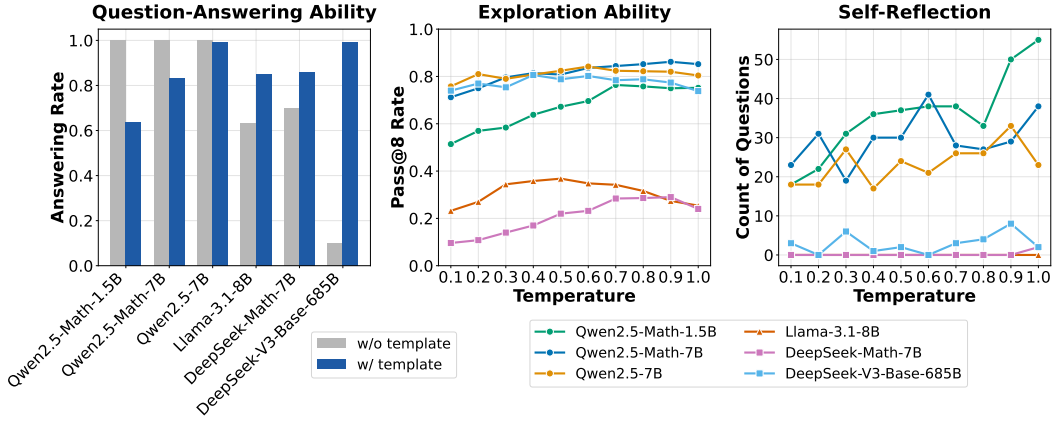 Question-Answering Ability
Answering Rate
1.0
0.8
0.6
0.4
0.2
0.0
Qwen2.5-Math-1.5B
Qwen2.5-Math-7B
Qwen2.5-7B
Llama-3.1-8B
DeepSeek-Math-7B
DeepSeek-V3-Base-685B
w/o template
w/ template
Exploration Ability
Pass@8 Rate
1.0
0.8
0.6
0.4
0.2
0.0
0.1 0.2 0.3 0.4 0.5 0.6 0.7 0.8 0.9 1.0
Temperature
Self-Reflection
Count of Questions
50
40
30
20
10
0
0.1 0.2 0.3 0.4 0.5 0.6 0.7 0.8 0.9 1.0
Temperature
Qwen2.5-Math-1.5B
Qwen2.5-Math-7B
Qwen2.5-7B
Llama-3.1-8B
DeepSeek-Math-7B
DeepSeek-V3-Base-685B